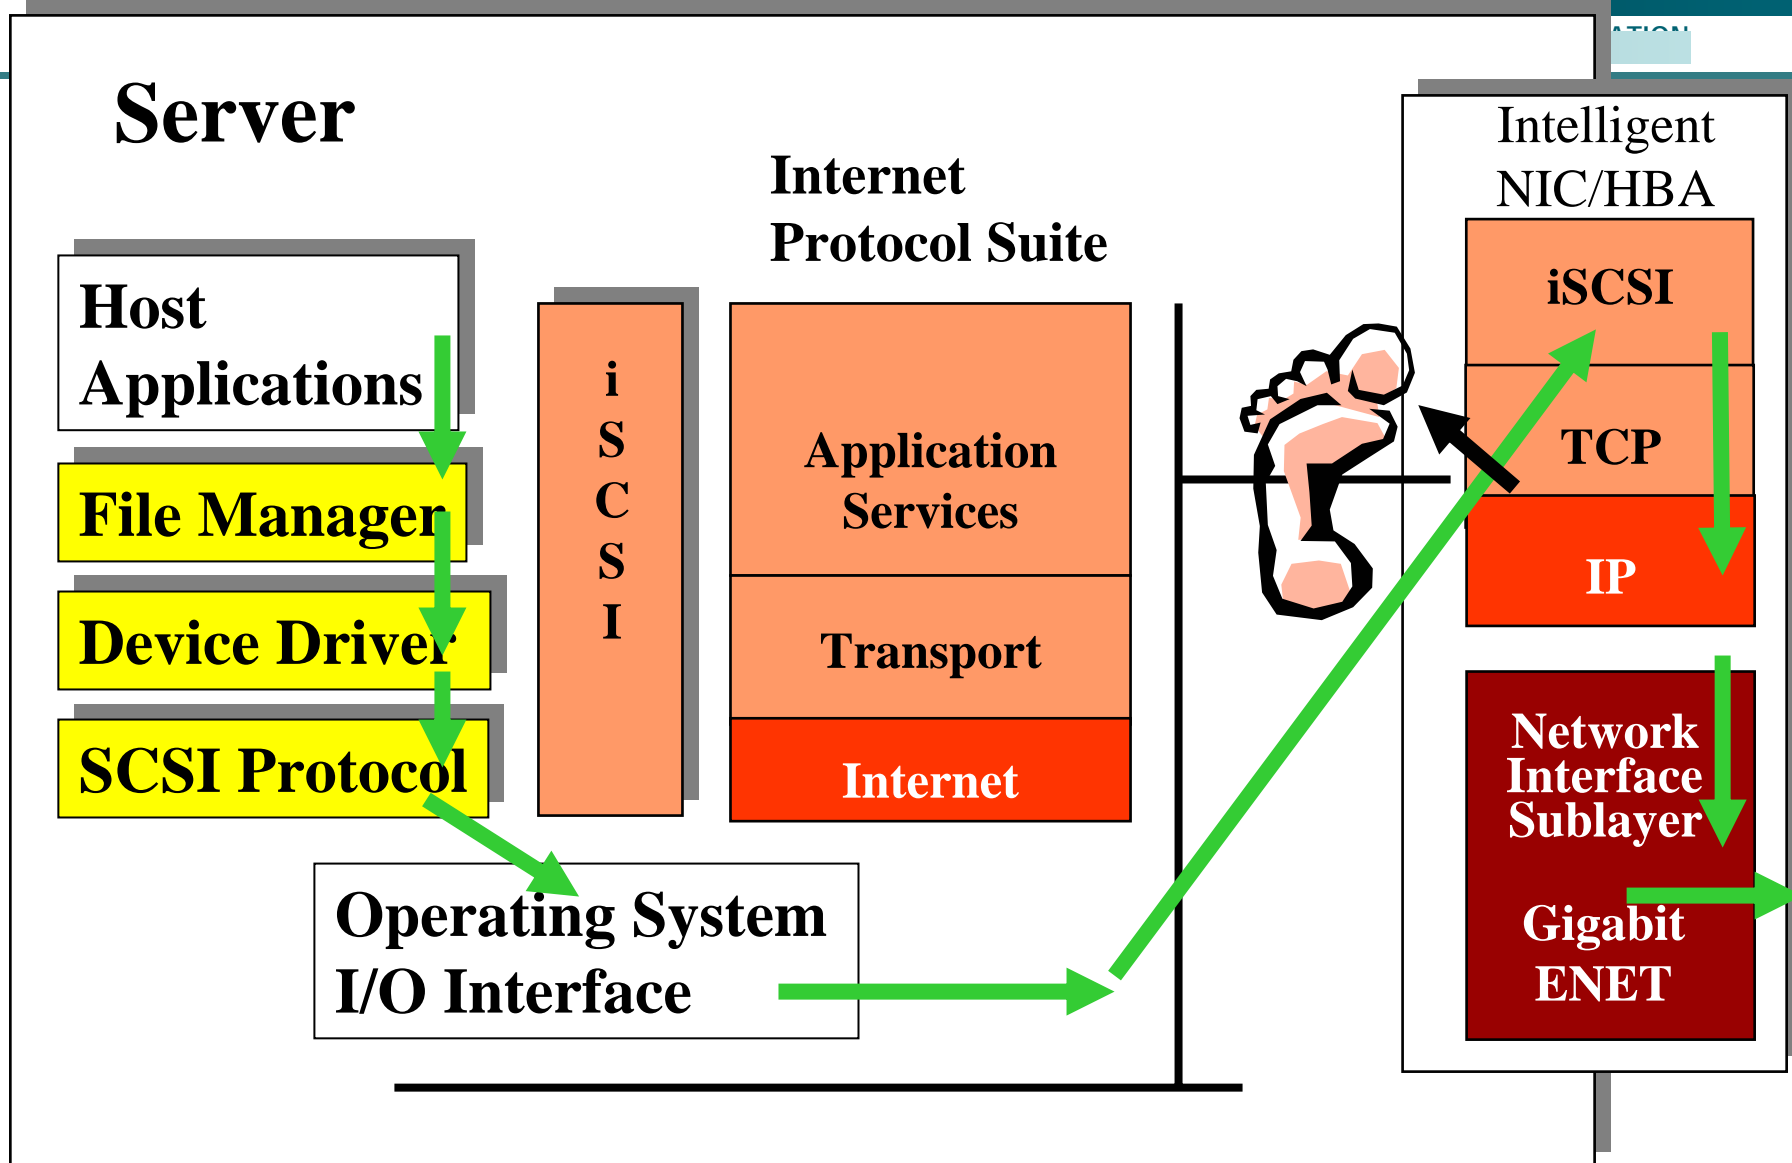 Server
Internet
Protocol Suite
Host
Applications
File Manager
Device Driver
SCSI Protocol
i
S
C
S
I
Application
Services
Transport
Internet
Operating System
I/O Interface
Intelligent
NIC/HBA
iSCSI
TCP
IP
Network
Interface
Sublayer
Gigabit
ENET